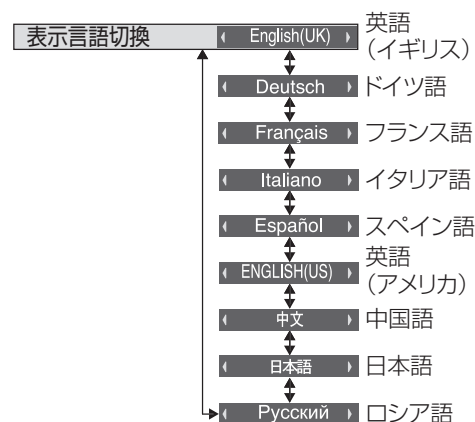 表示言語切換 English(UK) 英語
（イギリス）
Deutsch ドイツ語
Français フランス語
Italiano イタリア語
Español スペイン語
ENGLISH(US) 英語
（アメリカ）
中文 中国語
日本語 日本語
Русский ロシア語